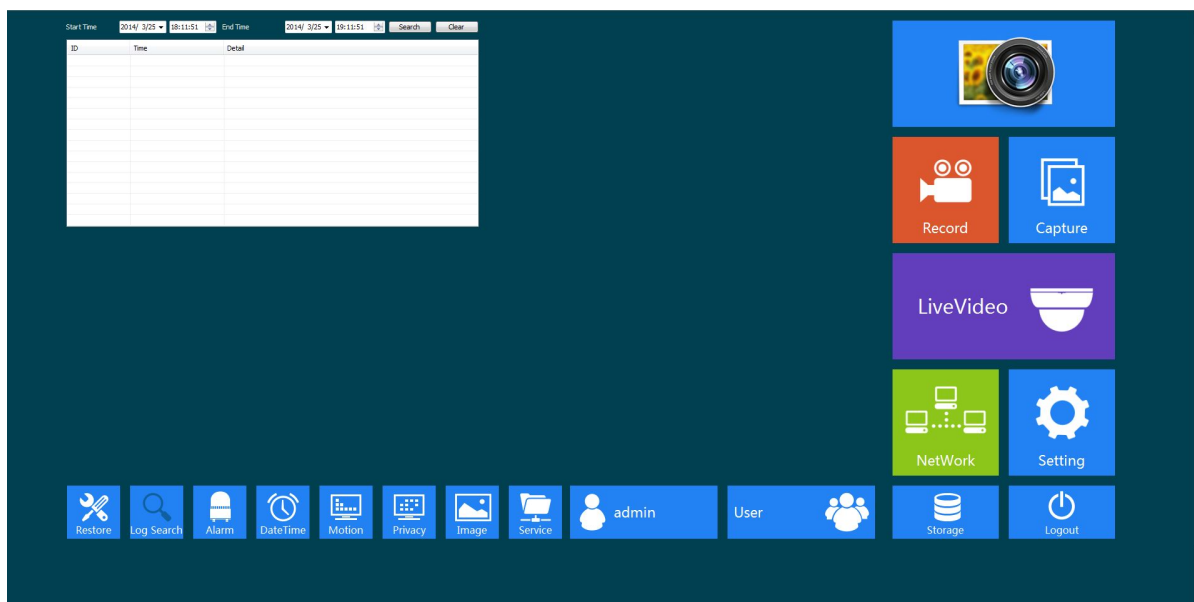 Start Time 2014/ 3/25 18:11:51 End Time 2014/ 3/25 19:11:51 Search Clear
ID Time Detail
Record Capture
LiveVideo
NetWork Setting
admin User
Restore Log Search Alarm DateTime Motion Privacy Image Service Storage Logout